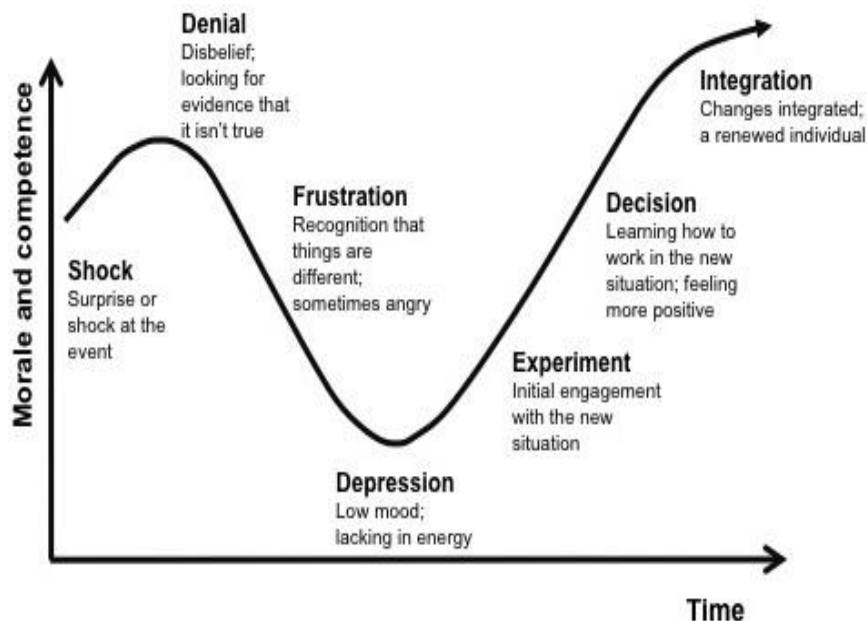 Denial
Disbelief;
looking for
evidence that
it isn't true
Integration
Changes integrated;
a renewed individual
Morale and competence
Frustration
Recognition that
things are
different;
sometimes angry
Decision
Learning how to
work in the new
situation; feeling
more positive
Shock
Surprise or
shock at the
event
Experiment
Initial engagement
with the new
situation
Depression
Low mood;
lacking in energy
Time